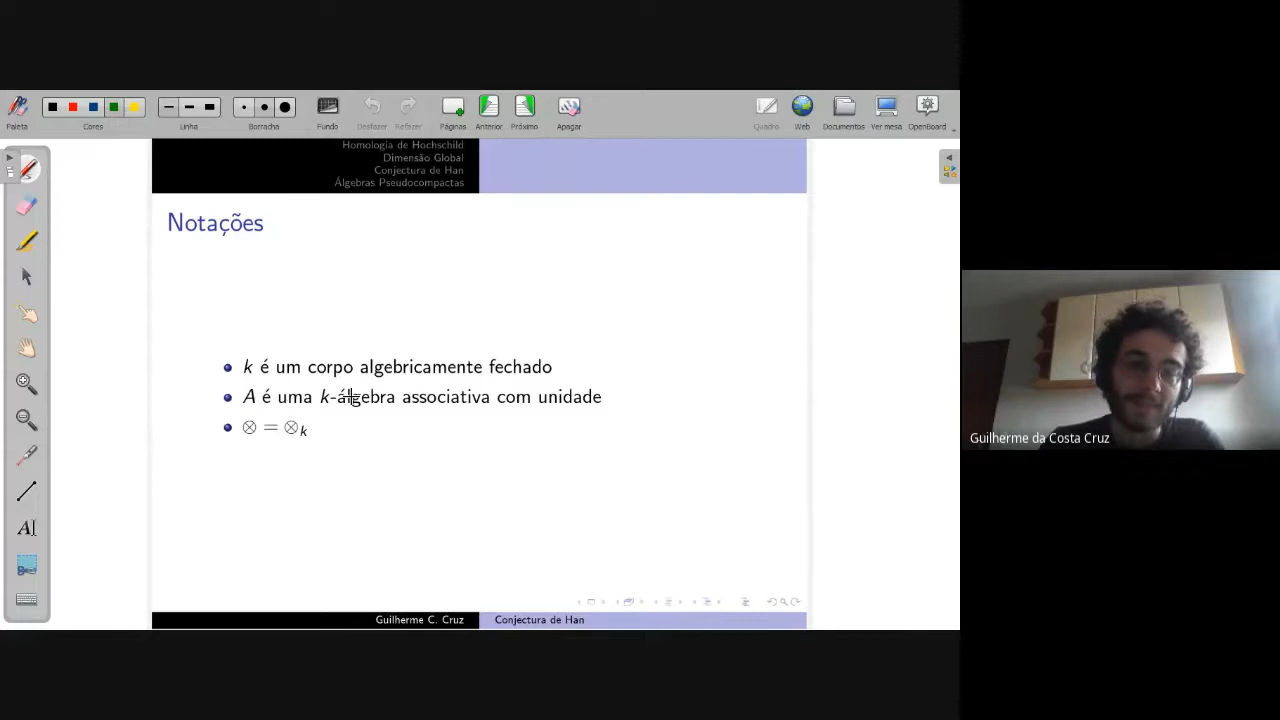 Paleta
Cores
Linha
Borracha
Fundo
Desfazer
Refazer
Páginas
Anterior
Próximo
Apagar
Quadro
Web
Documentos
Ver mesa
OpenBoard
Homologia de Hochschild
Dimensão Global
Conjectura de Han
Álgebras Pseudocompactas
Notações
k é um corpo algebricamente fechado
A é uma k-álgebra associativa com unidade
⊗ = ⊗k
A
Guilherme da Costa Cruz
Guilherme C. Cruz
Conjectura de Han